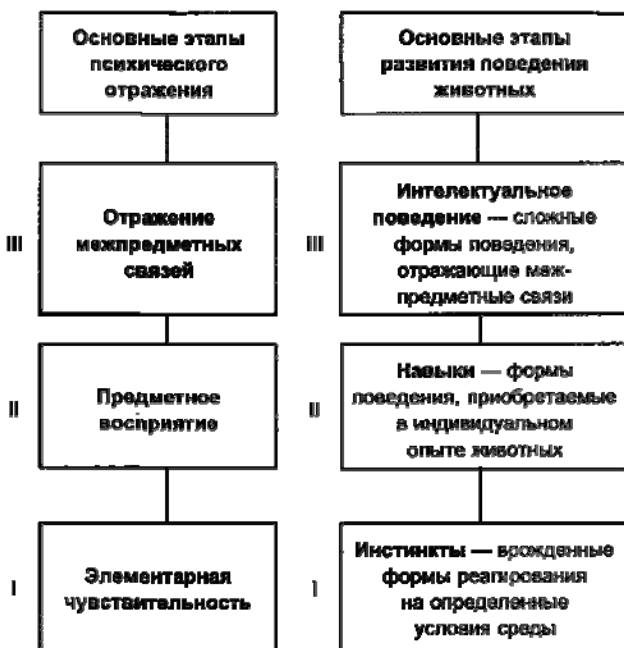 Основные этапы
психического
отражения
Основные этапы
развития поведения
животных
III
Отражение
межпредметных
связей
III
Интелектуальное
поведение — сложные
формы поведения,
отражающие меж-
предметные связи
II
Предметное
восприятие
II
Навыки — формы
поведения, приобретаемые
в индивидуальном
опыте животных
I
Элементарная
чувствительность
I
Инстинкты — врожденные
формы реагирования
на определенные
условия среды